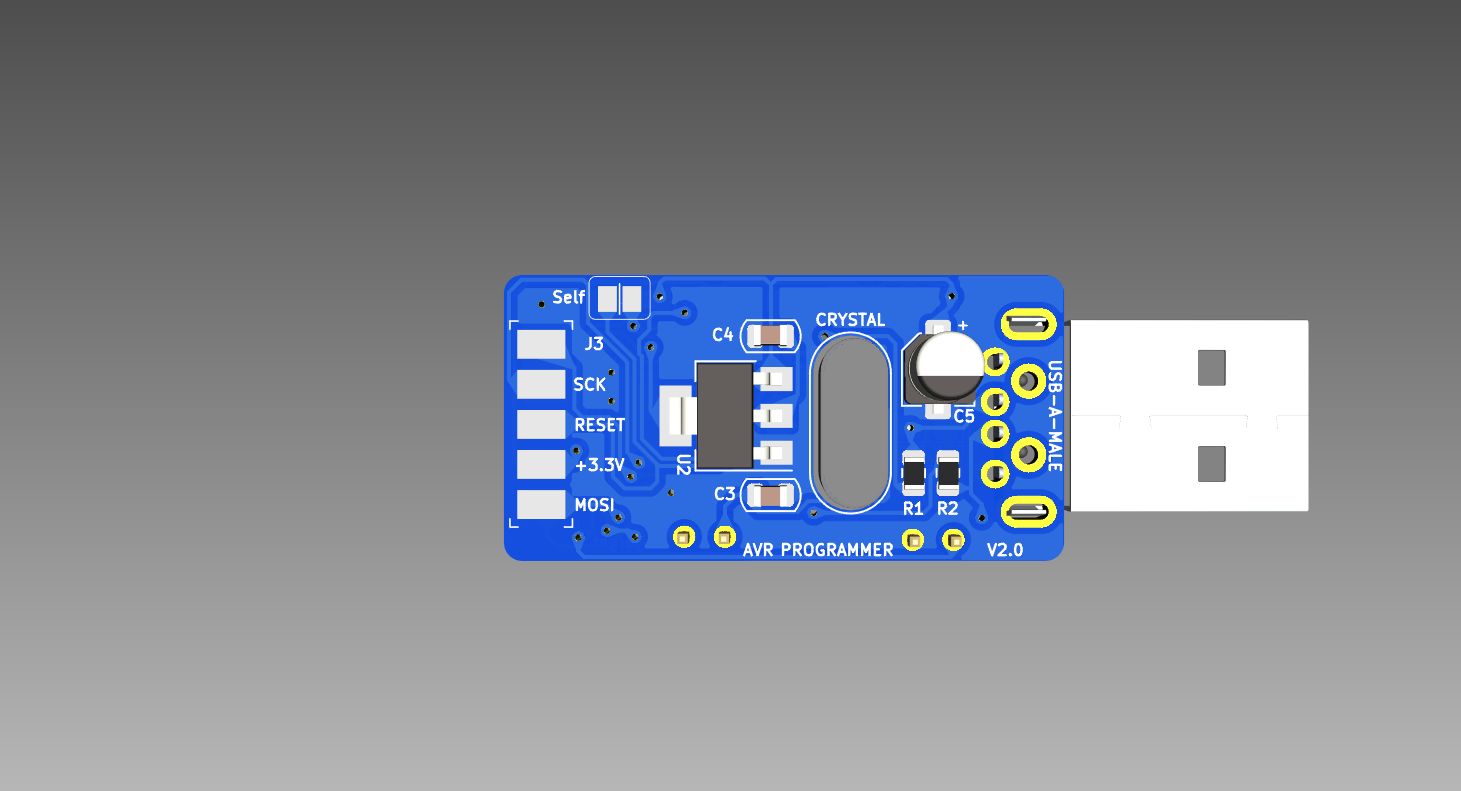 Self
J3
SCK
RESET
+3.3V
MOSI
C4
CRYSTAL
+
C5
U2
C3
R1 R2
USB-A-MALE
AVR PROGRAMMER
V2.0